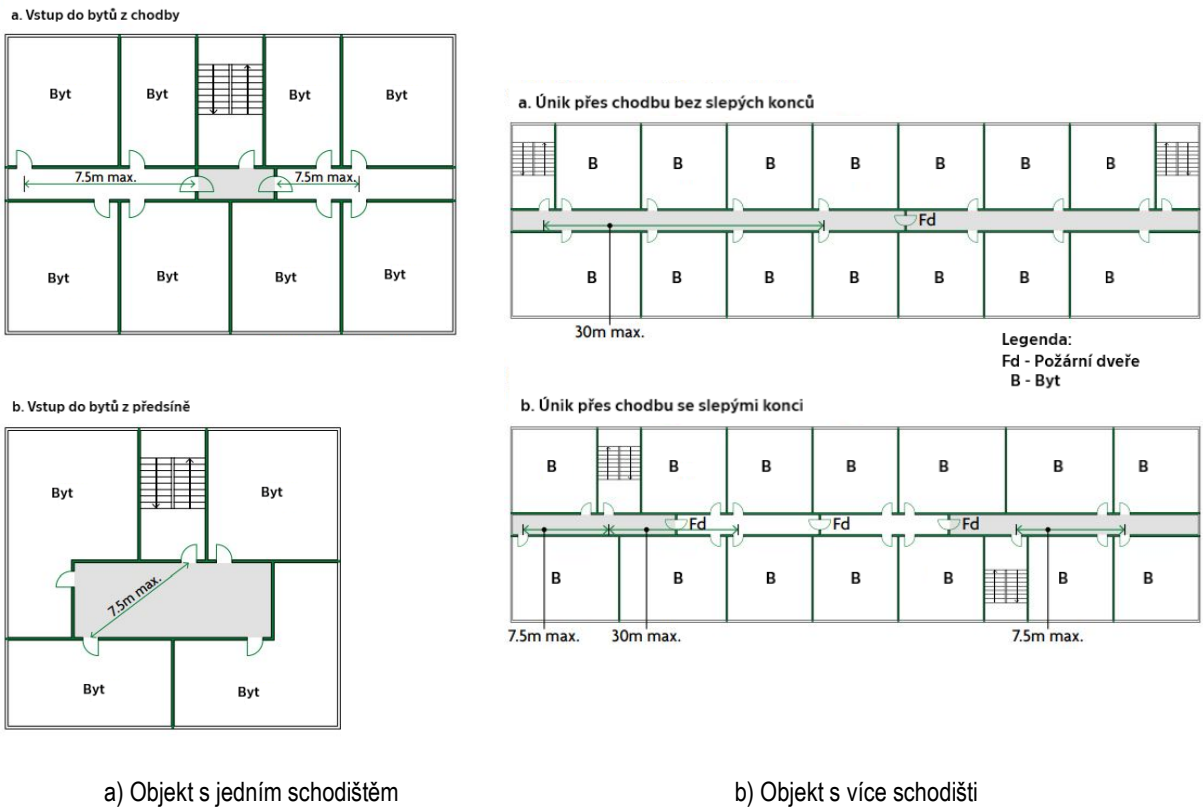 a. Vstup do bytů z chodby
Byt
Byt
Byt
Byt
7.5m max.
7.5m max.
Byt
Byt
Byt
Byt
b. Vstup do bytů z předsíně
Byt
Byt
7.5m max.
Byt
Byt
a) Objekt s jedním schodištěm
a. Únik přes chodbu bez slepých konců
B B B B B B B
Fd
B B B B B B B
30m max.
Legenda:
Fd - Požární dveře
B - Byt
b. Únik přes chodbu se slepými konci
B B B B B B B
Fd Fd Fd
B B B B B B B
7.5m max. 30m max. 7.5m max.
b) Objekt s více schodišti